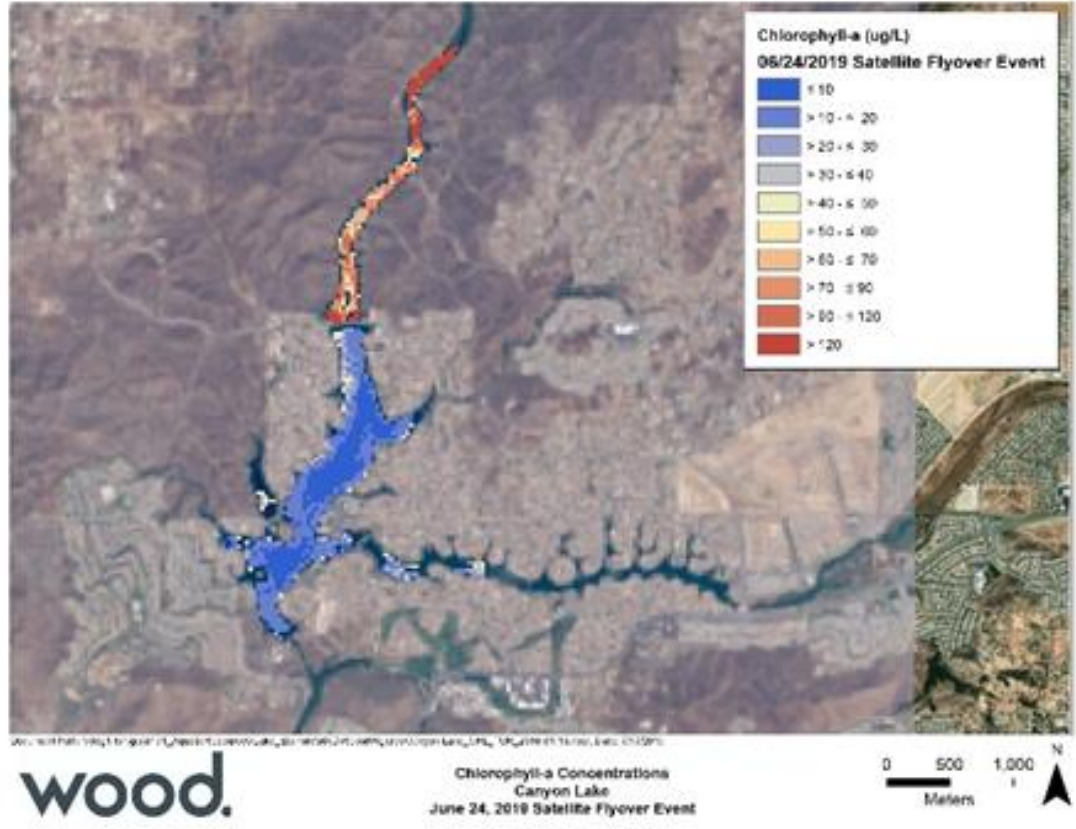 Chlorophyll-a (ug/L)
06/24/2019 Satellite Flyover Event
≤ 10
> 10 - ≤ 20
> 20 - ≤ 30
> 30 - ≤ 40
> 40 - ≤ 50
> 50 - ≤ 60
> 60 - ≤ 70
> 70 ≤ 90
> 90 - ≤ 120
> 120
wood.
Chlorophyll-a Concentrations
Canyon Lake
June 24, 2019 Satellite Flyover Event
0 500 1,000
Meters
N